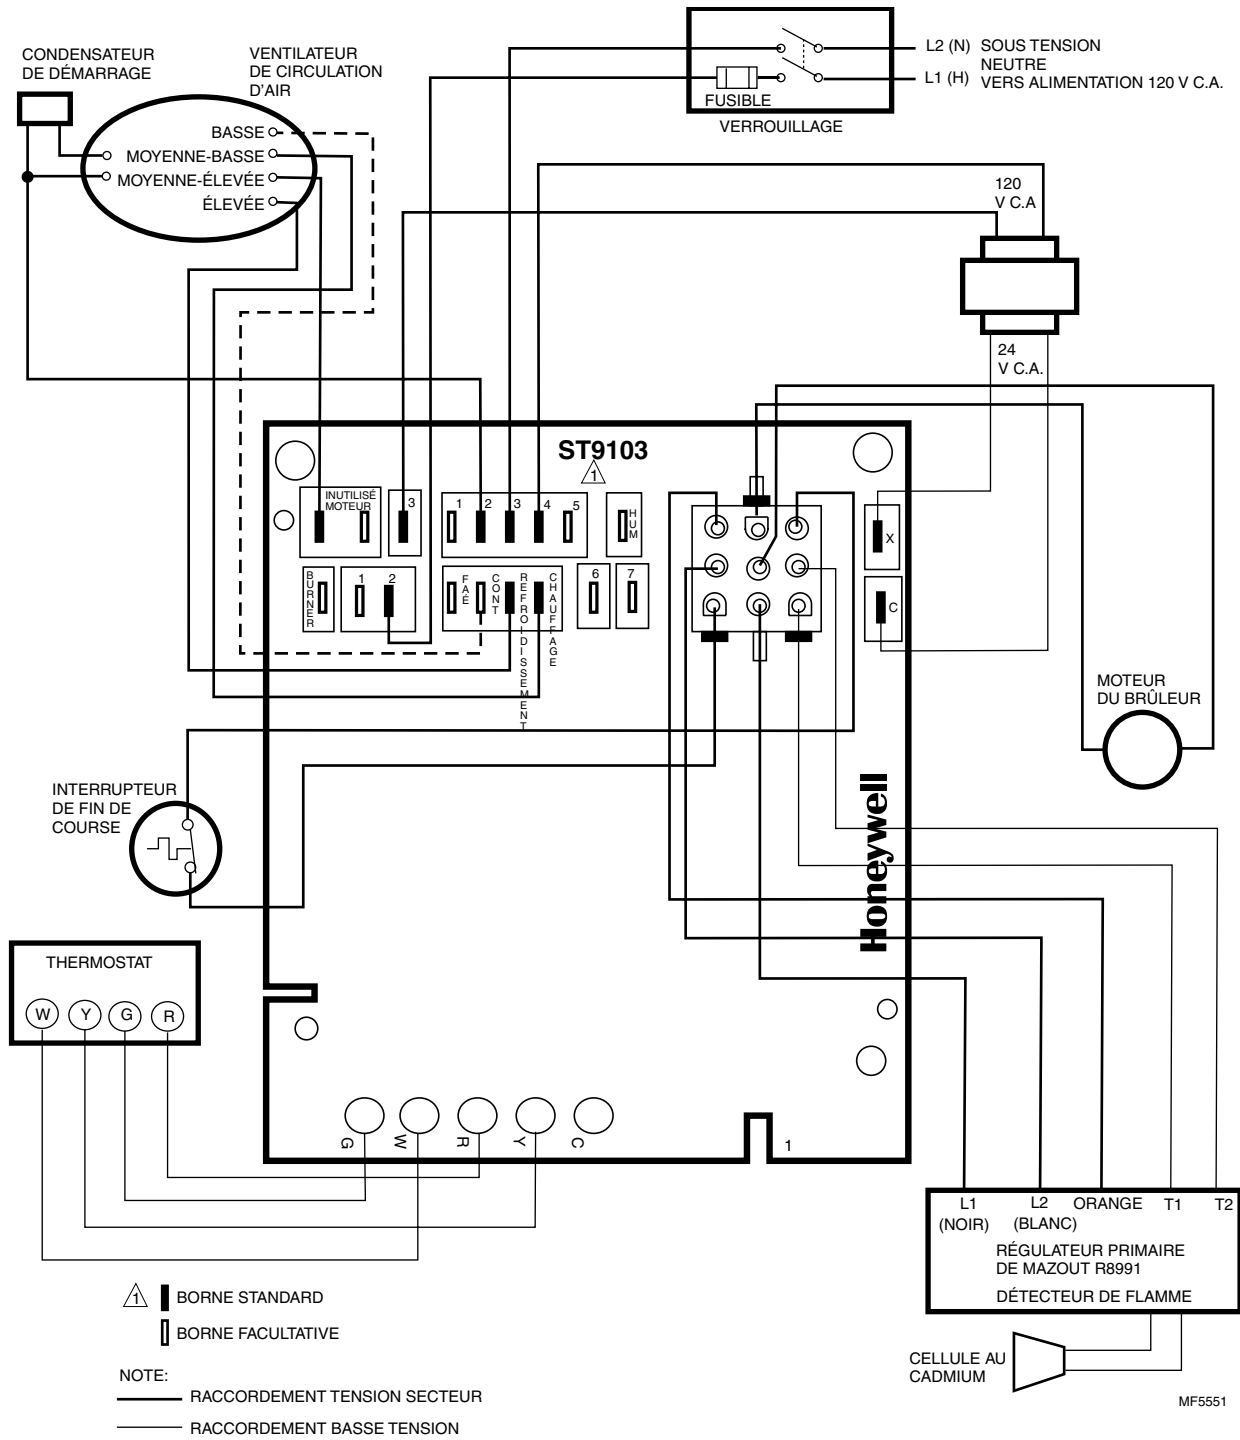 CONDENSATEUR
DE DÉMARRAGE
VENTILATEUR
DE CIRCULATION
D'AIR
BASSE
MOYENNE-BASSE
MOYENNE-ÉLEVÉE
ÉLEVÉE
FUSIBLE
VERROUILLAGE
L2 (N) SOUS TENSION
NEUTRE
L1 (H) VERS ALIMENTATION 120 V C.A.
120
V C.A
24
V C.A.
ST9103
1
INUTILISÉ
MOTEUR
3
1 2 3 4 5
HUM
X
BURNER
1 2
FAÉ
CONT
REFROIDISSEMENT
CHAUFFAGE
6
7
C
MOTEUR
DU BRÛLEUR
INTERRUPTEUR
DE FIN DE
COURSE
Honeywell
THERMOSTAT
W Y G R
G W R Y C
1
L1
(NOIR)
L2
(BLANC)
ORANGE
T1
T2
RÉGULATEUR PRIMAIRE
DE MAZOUT R8991
DÉTECTEUR DE FLAMME
CELLULE AU
CADMIUM
1 BORNE STANDARD
BORNE FACULTATIVE
NOTE:
RACCORDEMENT TENSION SECTEUR
RACCORDEMENT BASSE TENSION
MF5551